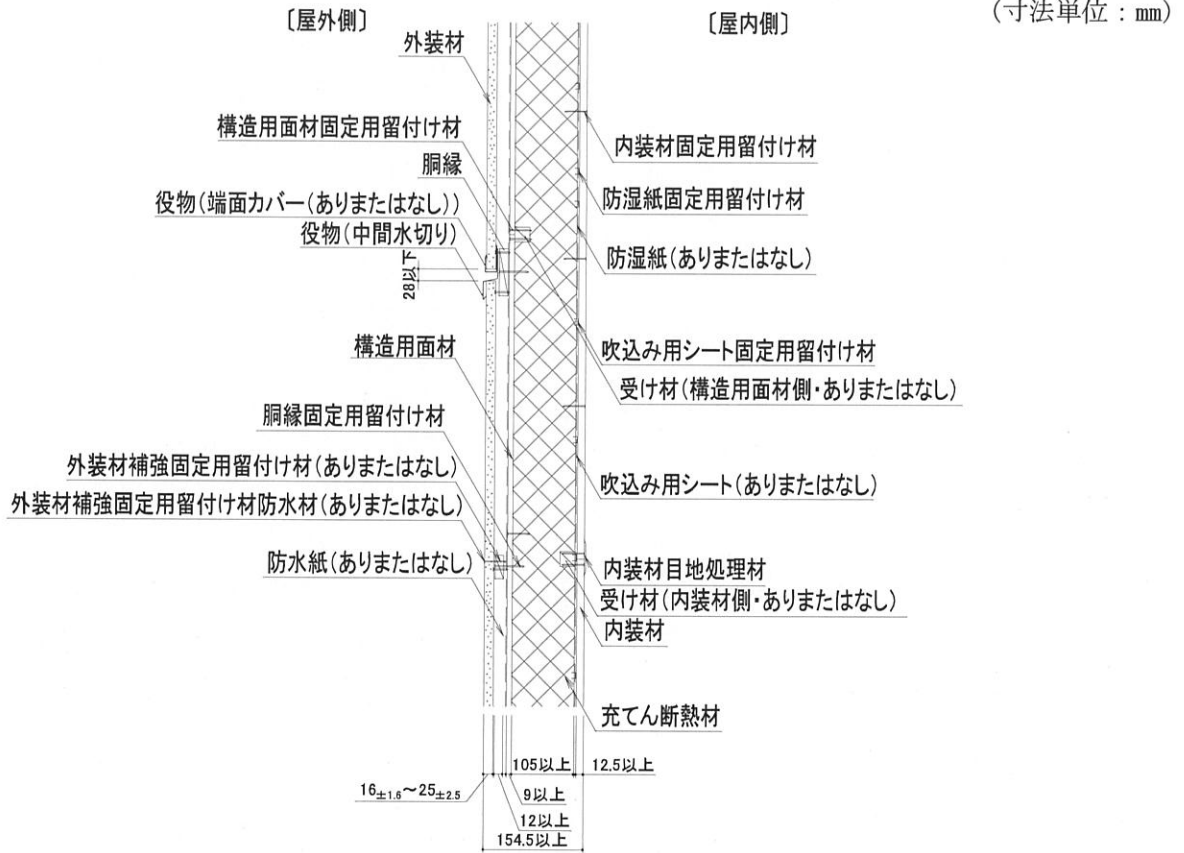 (寸法単位：mm)
〔屋外側〕
〔屋内側〕
外装材
構造用面材固定用留付け材
胴縁
役物(端面カバー(ありまたはなし))
役物(中間水切り)
28以下
構造用面材
胴縁固定用留付け材
外装材補強固定用留付け材(ありまたはなし)
外装材補強固定用留付け材防水材(ありまたはなし)
防水紙(ありまたはなし)
内装材固定用留付け材
防湿紙固定用留付け材
防湿紙(ありまたはなし)
吹込み用シート固定用留付け材
受け材(構造用面材側・ありまたはなし)
吹込み用シート(ありまたはなし)
内装材目地処理材
受け材(内装材側・ありまたはなし)
内装材
充てん断熱材
105以上
12.5以上
16±1.6～25±2.5
9以上
12以上
154.5以上